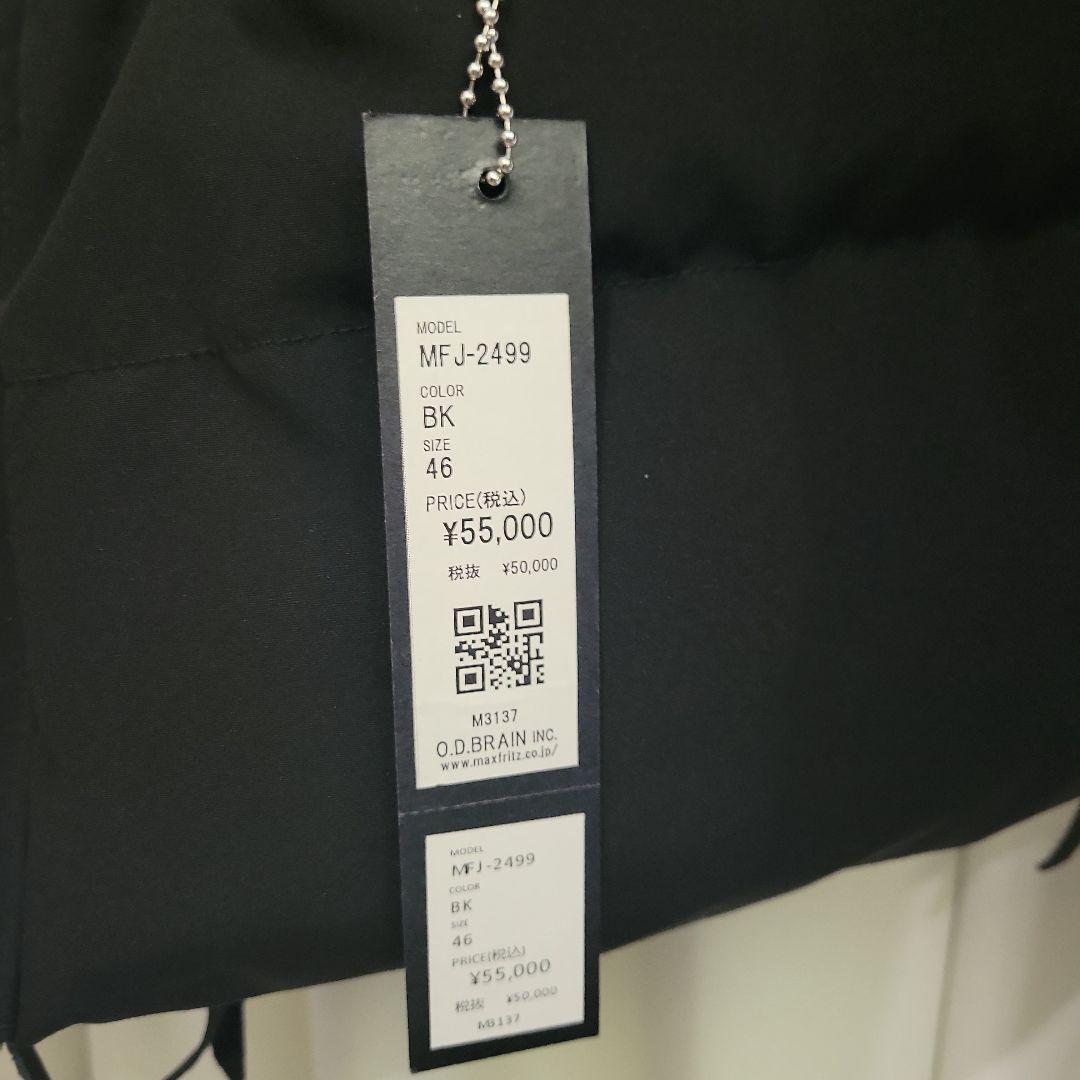 MODEL
MFJ-2499
COLOR
BK
SIZE
46
PRICE(税込)
¥55,000
税抜 ¥50,000
M3137
O.D.BRAIN INC.
www.maxfritz.co.jp/
MODEL
MFJ-2499
COLOR
BK
SIZE
46
PRICE(税込)
¥55,000
税抜 ¥50,000
M3137